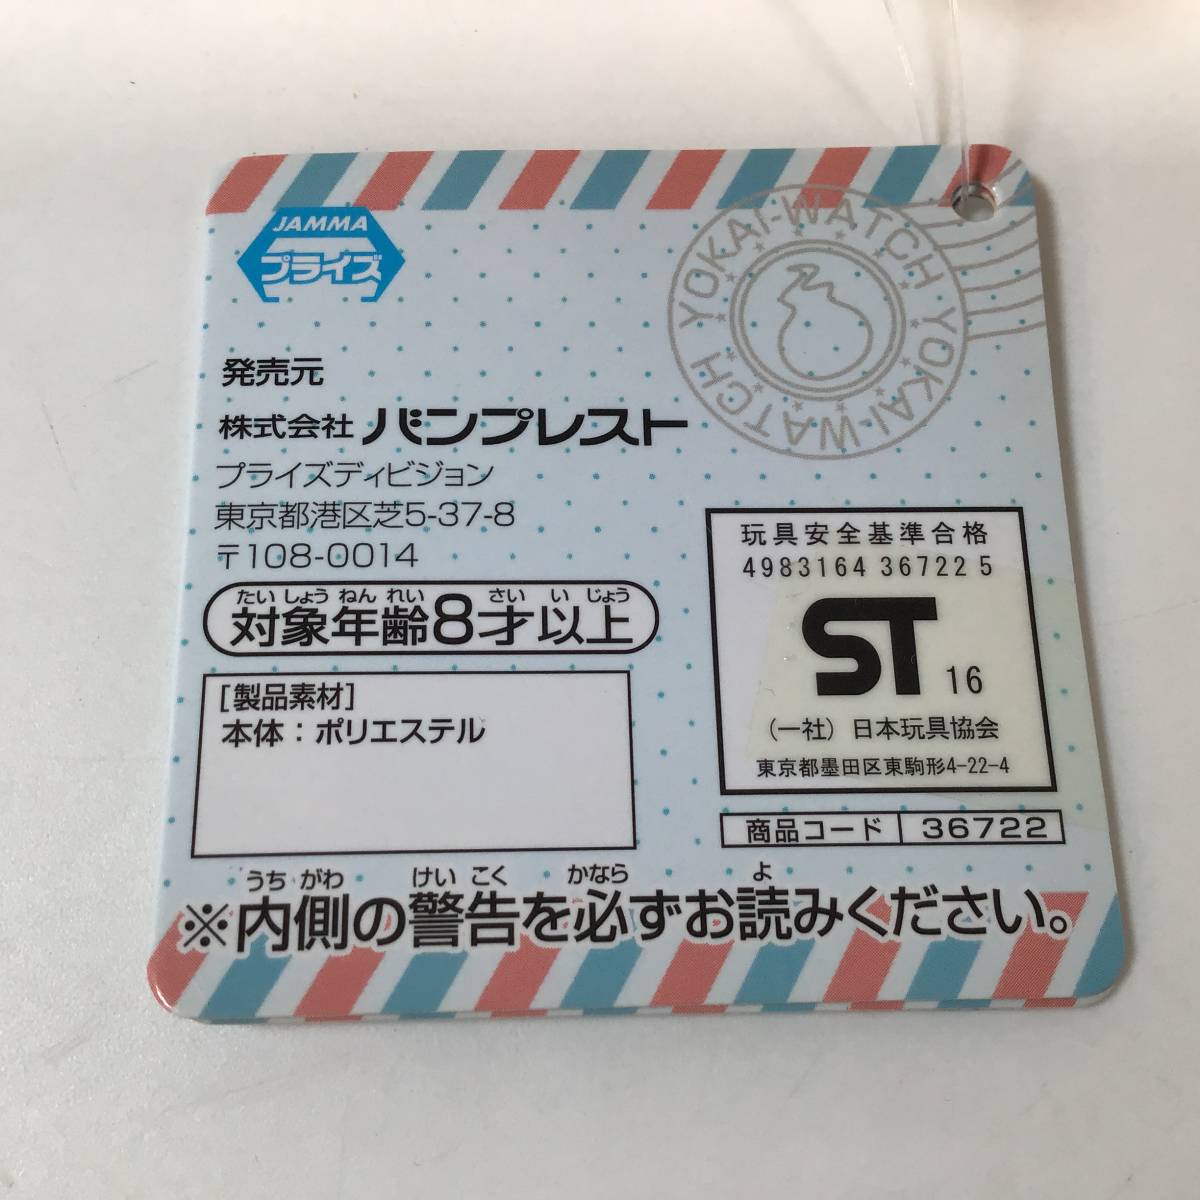 JAMMA
プライズ
YOKAI-WATCH YOKAI-WATCH
発売元
株式会社 バンプレスト
プライズディビジョン
東京都港区芝5-37-8
〒108-0014
たい しょう ねん れい さい い じょう
対象年齢8才以上
[製品素材]
本体：ポリエステル
玩具安全基準合格
4983164 36722 5
ST 16
(一社) 日本玩具協会
東京都墨田区東駒形4-22-4
商品コード 36722
うち がわ けい こく かなら よ
※内側の警告を必ずお読みください。